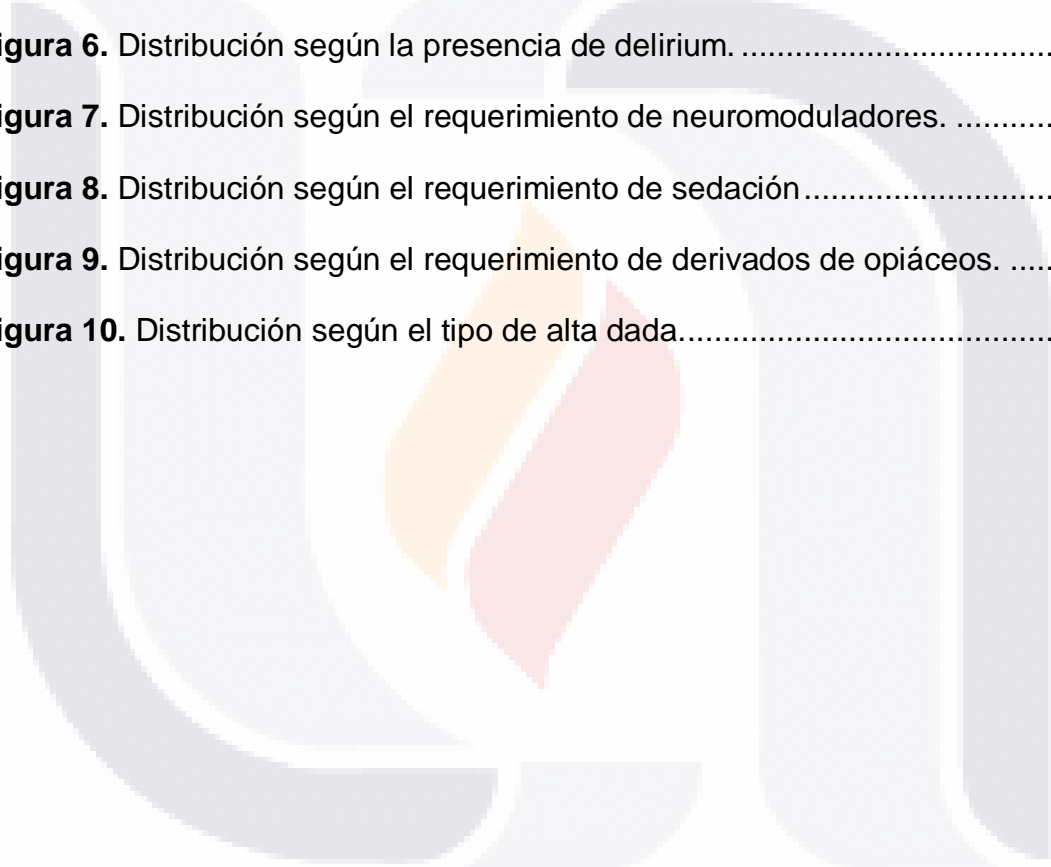 igura 6. Distribución según la presencia de delirium. ...................................
igura 7. Distribución según el requerimiento de neuromoduladores. ...........
igura 8. Distribución según el requerimiento de sedación ............................
igura 9. Distribución según el requerimiento de derivados de opiáceos. .....
igura 10. Distribución según el tipo de alta dada.........................................